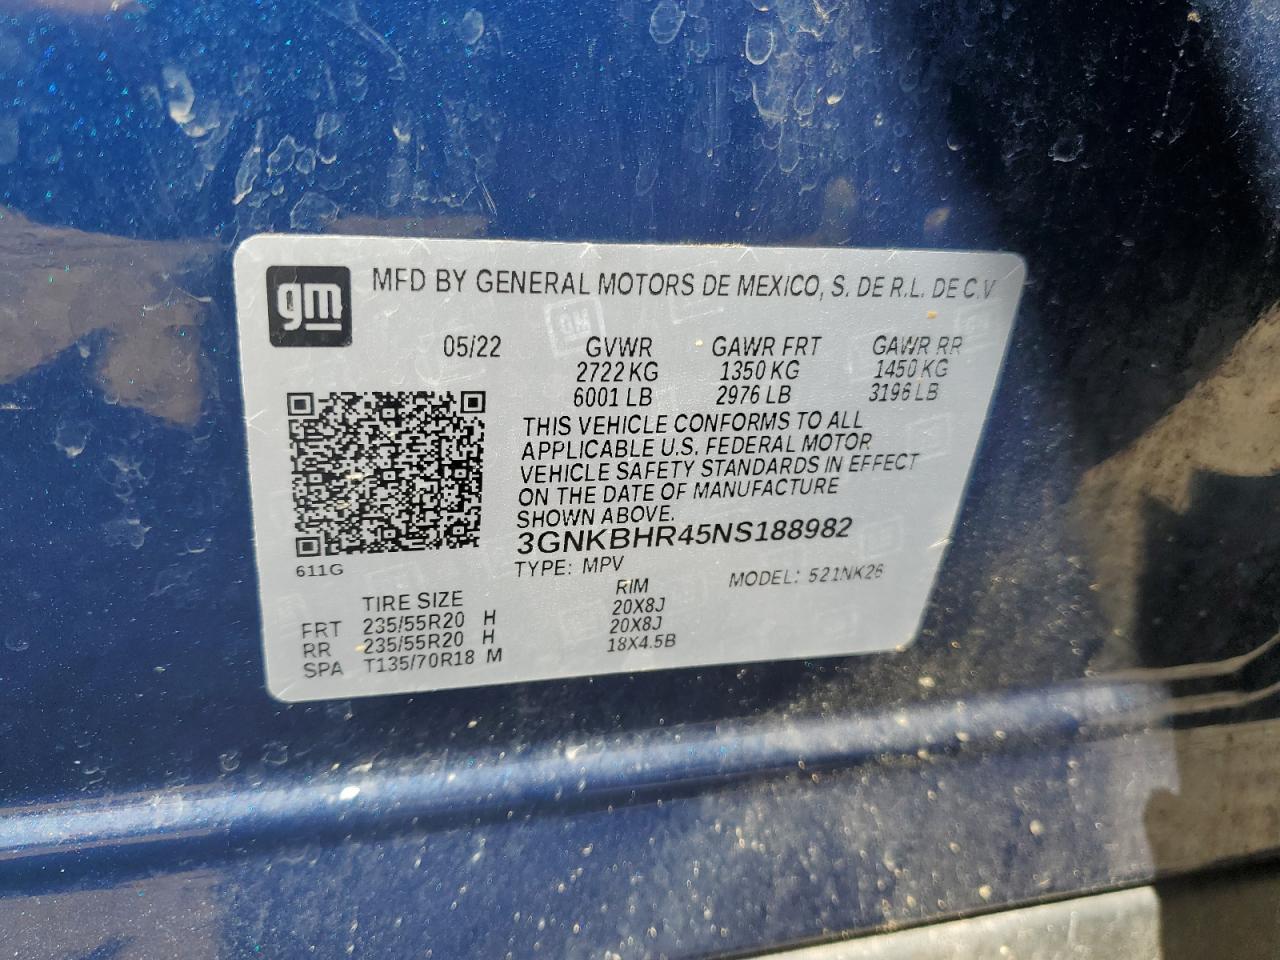 gm
MFD BY GENERAL MOTORS DE MEXICO, S. DE R.L. DE C.V
05/22 GVWR GAWR FRT GAWR RR
2722 KG 1350 KG 1450 KG
6001 LB 2976 LB 3196 LB
THIS VEHICLE CONFORMS TO ALL
APPLICABLE U.S. FEDERAL MOTOR
VEHICLE SAFETY STANDARDS IN EFFECT
ON THE DATE OF MANUFACTURE
SHOWN ABOVE.
3GNKBHR45NS188982
611G
TYPE: MPV MODEL: 521NK26
TIRE SIZE RIM
FRT 235/55R20 H 20X8J
RR 235/55R20 H 20X8J
SPA T135/70R18 M 18X4.5B